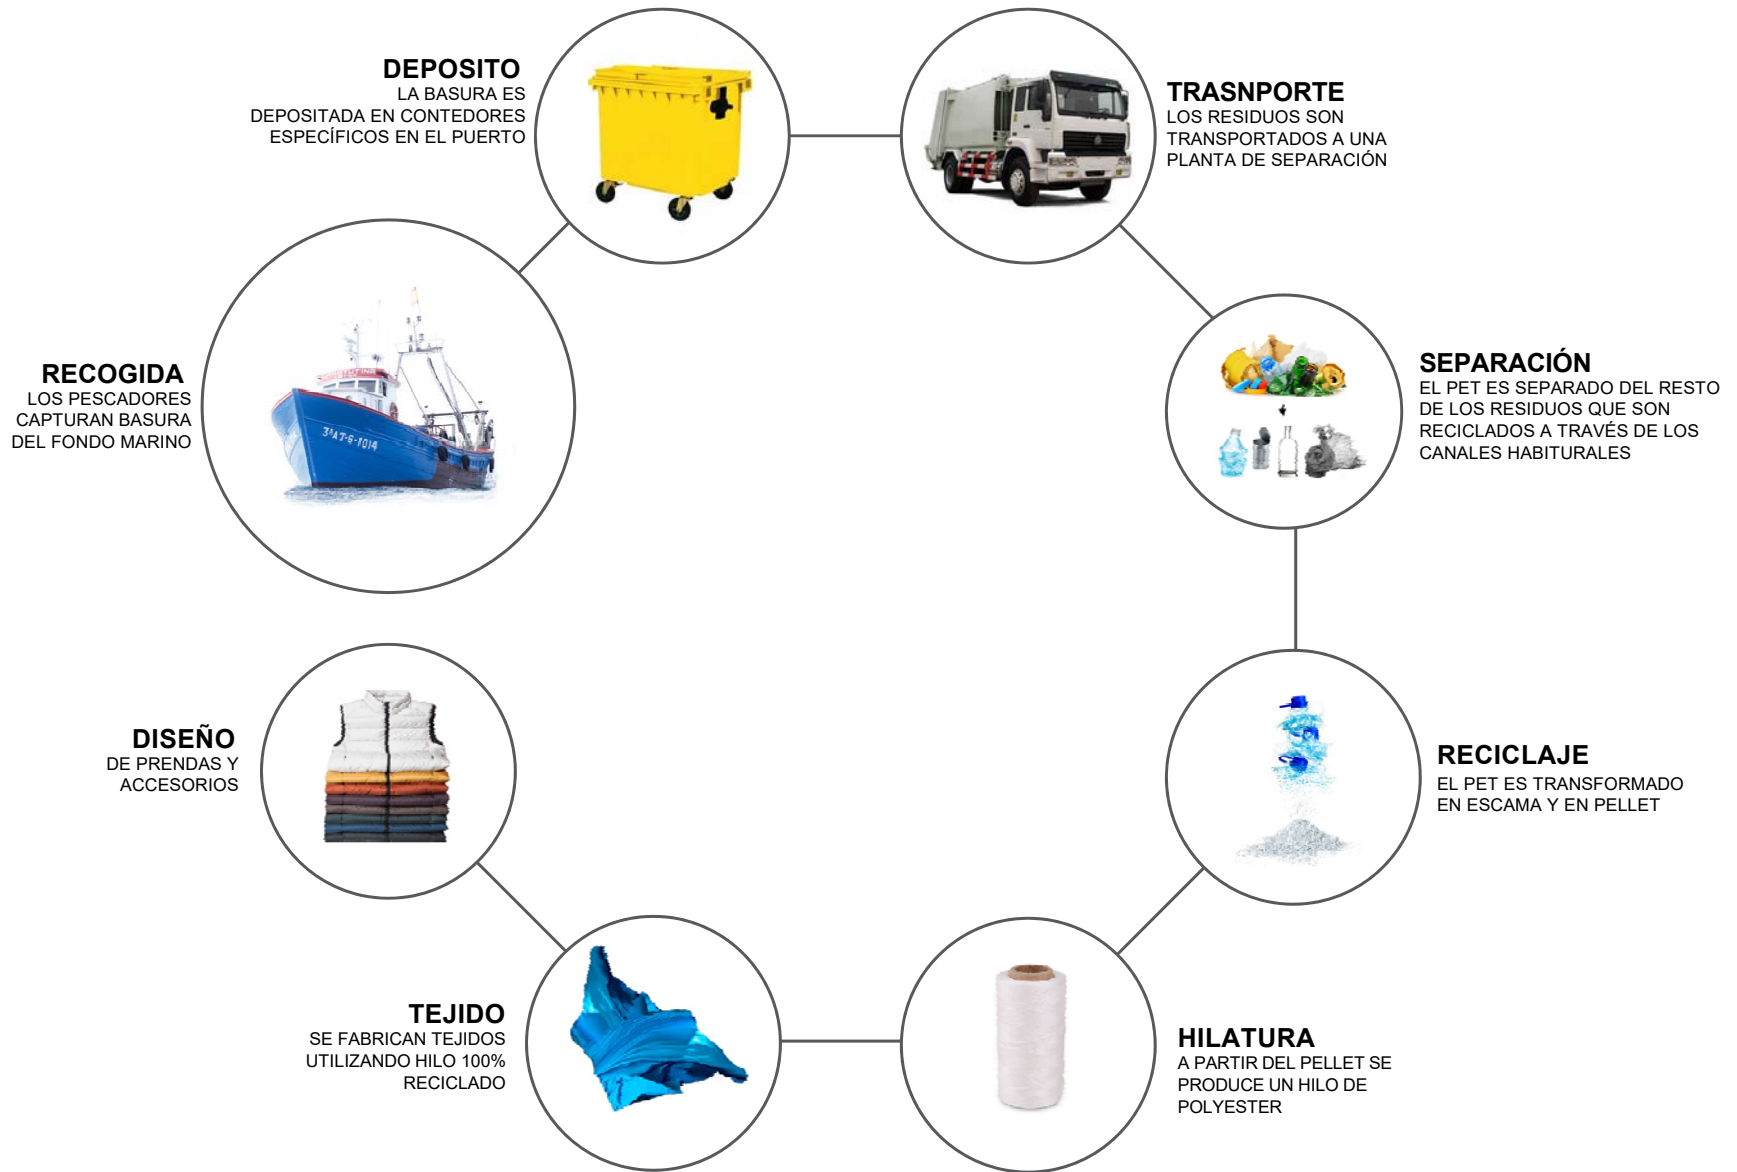 DEPOSITO
LA BASURA ES
DEPOSITADA EN CONTEDORES
ESPECÍFICOS EN EL PUERTO
TRASNPORTE
LOS RESIDUOS SON
TRANSPORTADOS A UNA
PLANTA DE SEPARACIÓN
RECOGIDA
LOS PESCADORES
CAPTURAN BASURA
DEL FONDO MARINO
3ªAT-6-1014
SEPARACIÓN
EL PET ES SEPARADO DEL RESTO
DE LOS RESIDUOS QUE SON
RECICLADOS A TRAVÉS DE LOS
CANALES HABITURALES
DISEÑO
DE PRENDAS Y
ACCESORIOS
RECICLAJE
EL PET ES TRANSFORMADO
EN ESCAMA Y EN PELLET
TEJIDO
SE FABRICAN TEJIDOS
UTILIZANDO HILO 100%
RECICLADO
HILATURA
A PARTIR DEL PELLET SE
PRODUCE UN HILO DE
POLYESTER